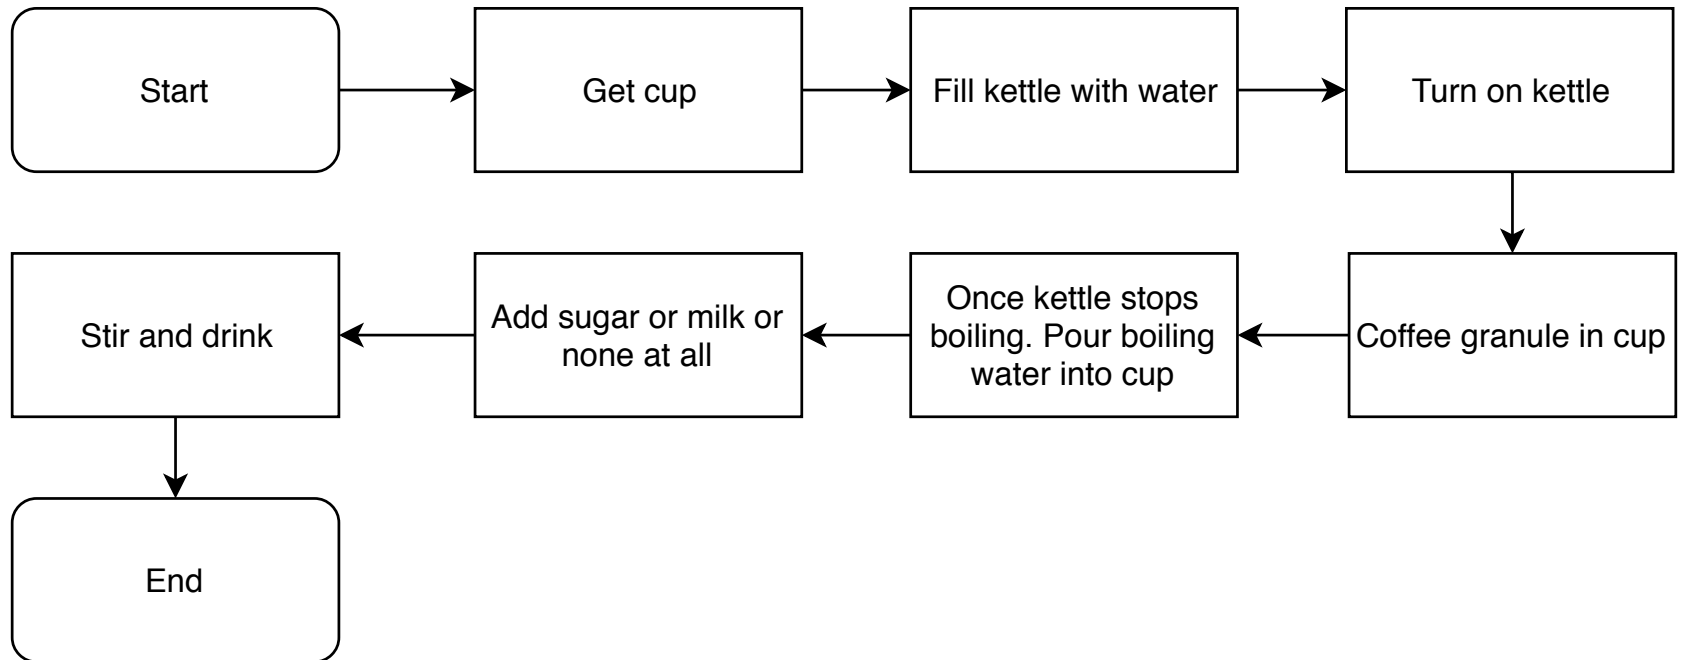 Start
Get cup
Fill kettle with water
Turn on kettle
Coffee granule in cup
Once kettle stops
boiling. Pour boiling
water into cup
Add sugar or milk or
none at all
Stir and drink
End